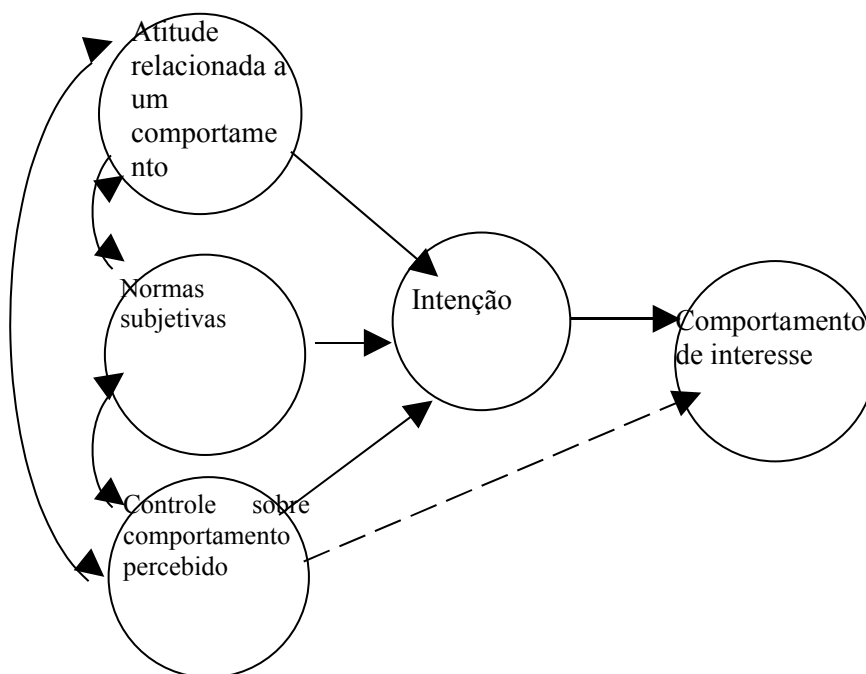 Atitude
relacionada a
um
comportame
nto
Normas
subjetivas
Intenção
Comportamento
de interesse
Controle sobre
comportamento
percebido